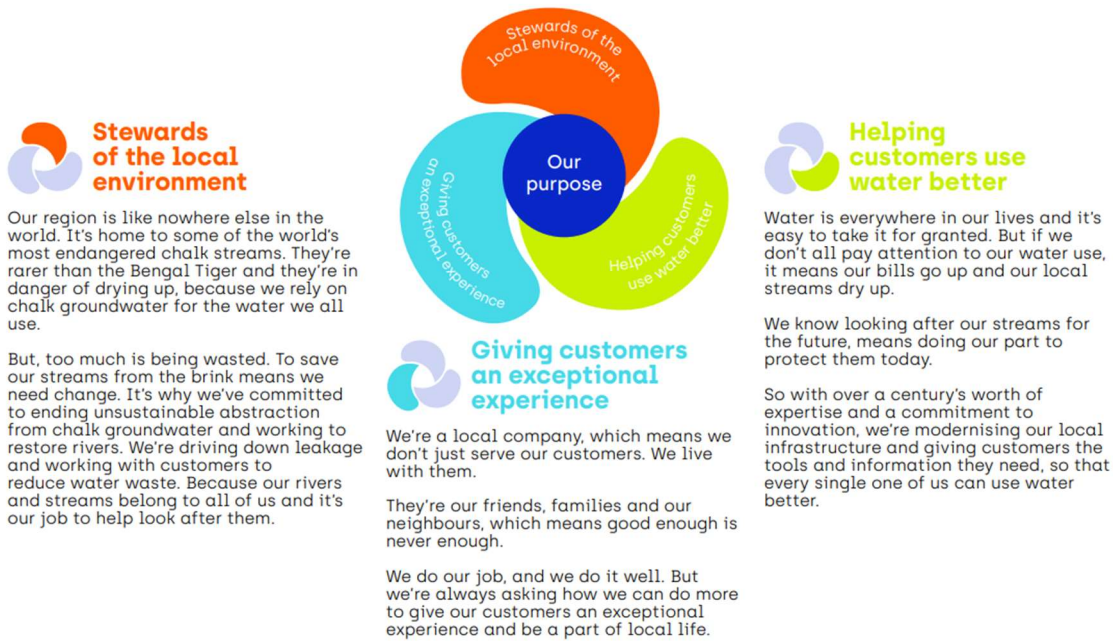 Stewards of the
local environment
Our
purpose
Giving customers
an exceptional experience
Helping customers
use water better
Stewards
of the local
environment
Our region is like nowhere else in the
world. It's home to some of the world's
most endangered chalk streams. They're
rarer than the Bengal Tiger and they're in
danger of drying up, because we rely on
chalk groundwater for the water we all
use.
But, too much is being wasted. To save
our streams from the brink means we
need change. It's why we've committed
to ending unsustainable abstraction
from chalk groundwater and working to
restore rivers. We're driving down leakage
and working with customers to
reduce water waste. Because our rivers
and streams belong to all of us and it's
our job to help look after them.
Giving customers
an exceptional
experience
We're a local company, which means we
don't just serve our customers. We live
with them.
They're our friends, families and our
neighbours, which means good enough is
never enough.
We do our job, and we do it well. But
we're always asking how we can do more
to give our customers an exceptional
experience and be a part of local life.
Helping
customers use
water better
Water is everywhere in our lives and it's
easy to take it for granted. But if we
don't all pay attention to our water use,
it means our bills go up and our local
streams dry up.
We know looking after our streams for
the future, means doing our part to
protect them today.
So with over a century's worth of
expertise and a commitment to
innovation, we're modernising our local
infrastructure and giving customers the
tools and information they need, so that
every single one of us can use water
better.